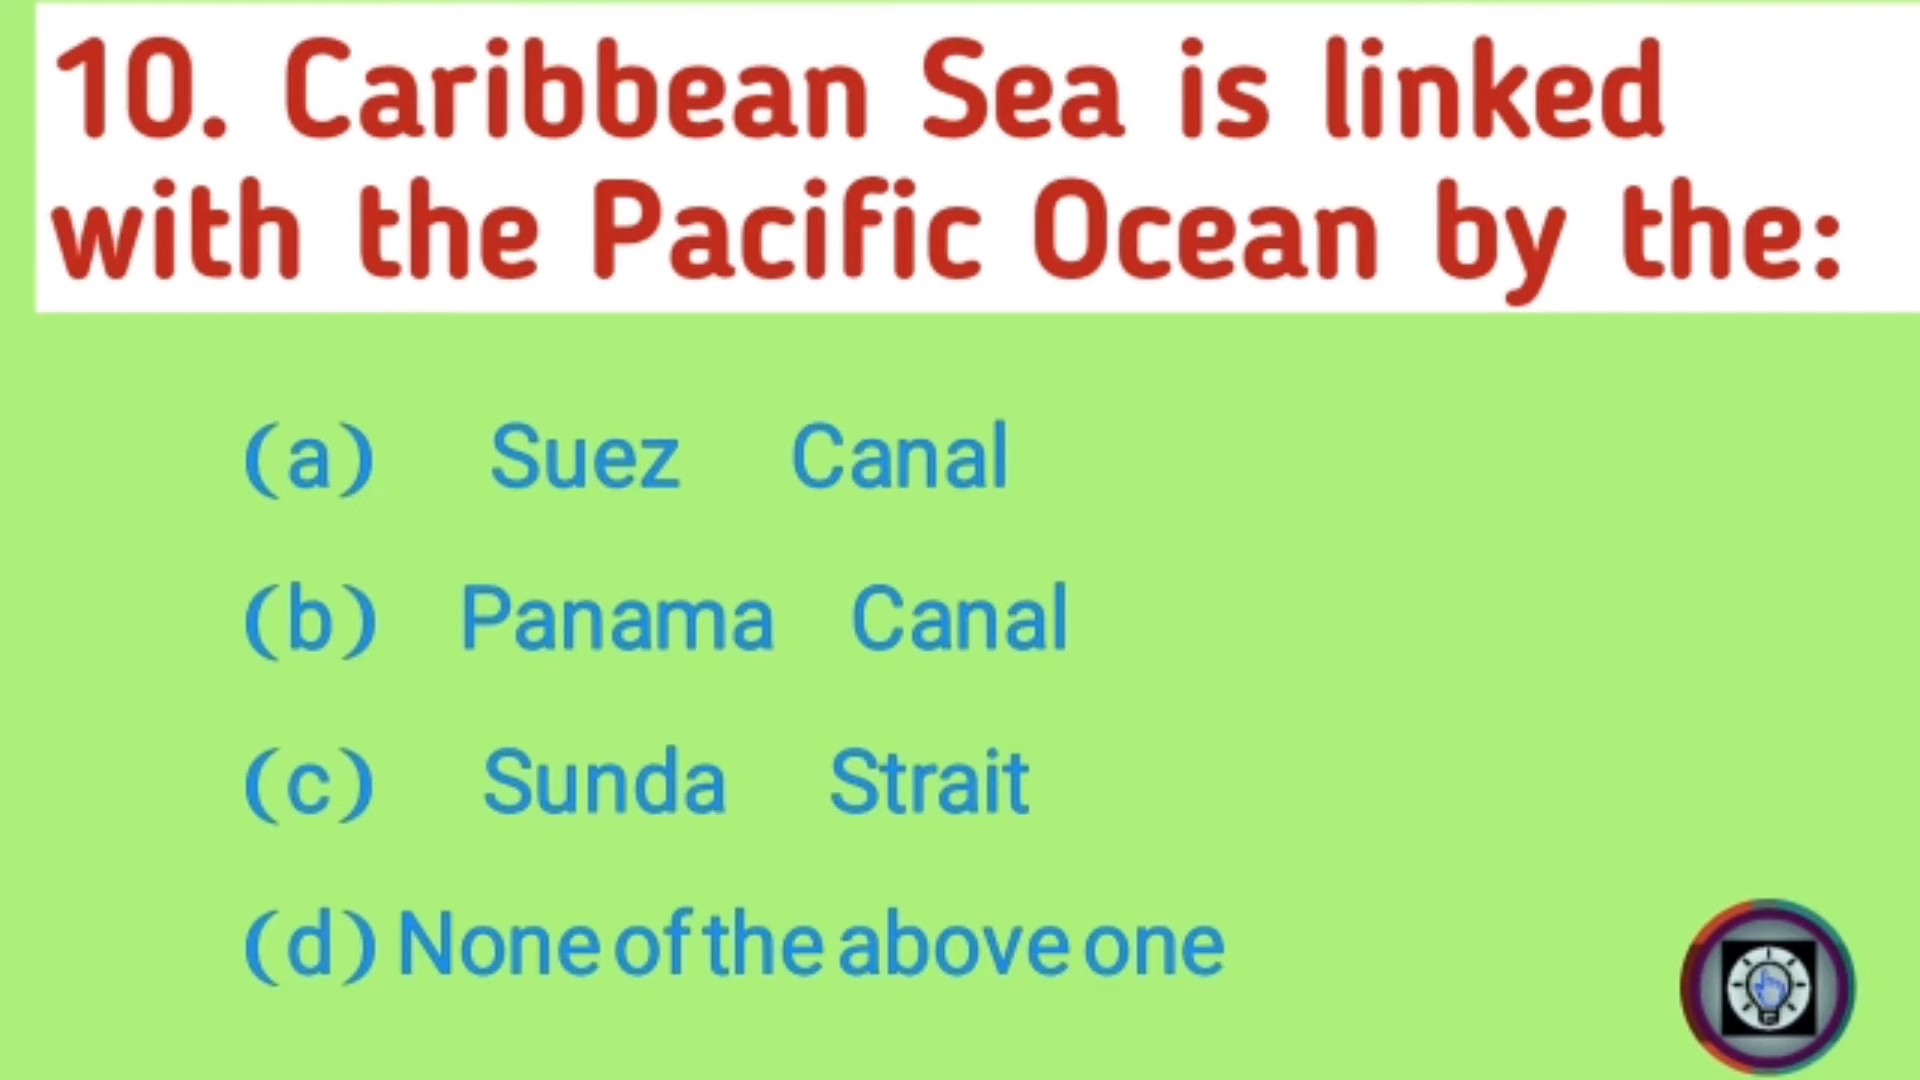 10. Caribbean Sea is linked
with the Pacific Ocean by the:
(a) Suez Canal
(b) Panama Canal
(c) Sunda Strait
(d) None of the above one